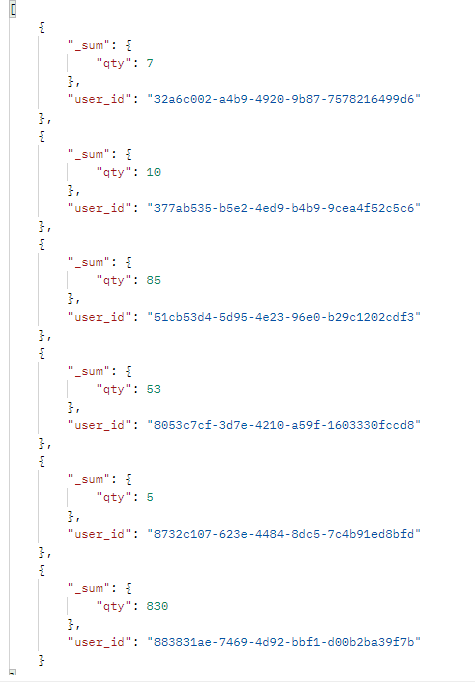 [
{
"_sum": {
"qty": 7
},
"user_id": "32a6c002-a4b9-4920-9b87-7578216499d6"
},
{
"_sum": {
"qty": 10
},
"user_id": "377ab535-b5e2-4ed9-b4b9-9cea4f52c5c6"
},
{
"_sum": {
"qty": 85
},
"user_id": "51cb53d4-5d95-4e23-96e0-b29c1202cdf3"
},
{
"_sum": {
"qty": 53
},
"user_id": "8053c7cf-3d7e-4210-a59f-1603330fccd8"
},
{
"_sum": {
"qty": 5
},
"user_id": "8732c107-623e-4484-8dc5-7c4b91ed8bfd"
},
{
"_sum": {
"qty": 830
},
"user_id": "883831ae-7469-4d92-bbf1-d00b2ba39f7b"
}